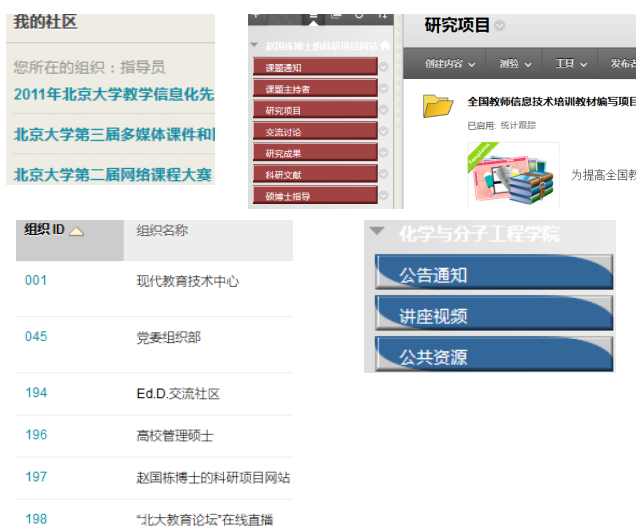 我的社区
您所在的组织：指导员
2011年北京大学教学信息化先
北京大学第三届多媒体课件和
北京大学第二届网络课程大赛
赵国栋博士的科研项目网站
课题通知
课题主持者
研究项目
交流讨论
研究成果
科研文献
硕博士指导
研究项目
创建内容
测验
工具
发布者
全国教师信息技术培训教材编写项目
已启用: 统计跟踪
为提高全国教
组织 ID
组织名称
001
现代教育技术中心
045
党委组织部
194
Ed.D.交流社区
196
高校管理硕士
197
赵国栋博士的科研项目网站
198
“北大教育论坛”在线直播
化学与分子工程学院
公告通知
讲座视频
公共资源